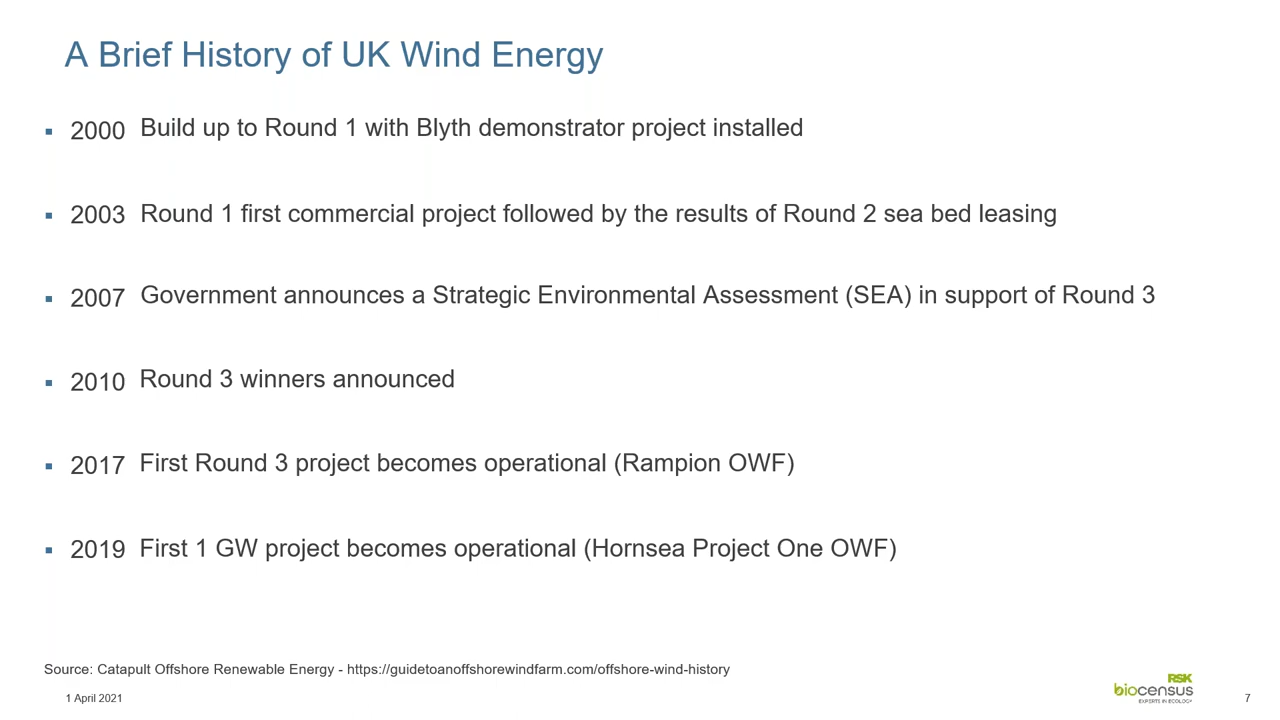 A Brief History of UK Wind Energy
▪ 2000 Build up to Round 1 with Blyth demonstrator project installed
▪ 2003 Round 1 first commercial project followed by the results of Round 2 sea bed leasing
▪ 2007 Government announces a Strategic Environmental Assessment (SEA) in support of Round 3
▪ 2010 Round 3 winners announced
▪ 2017 First Round 3 project becomes operational (Rampion OWF)
▪ 2019 First 1 GW project becomes operational (Hornsea Project One OWF)
Source: Catapult Offshore Renewable Energy - https://guidetoanoffshorewindfarm.com/offshore-wind-history
1 April 2021
RSK
biocensus
EXPERTS IN ECOLOGY
7